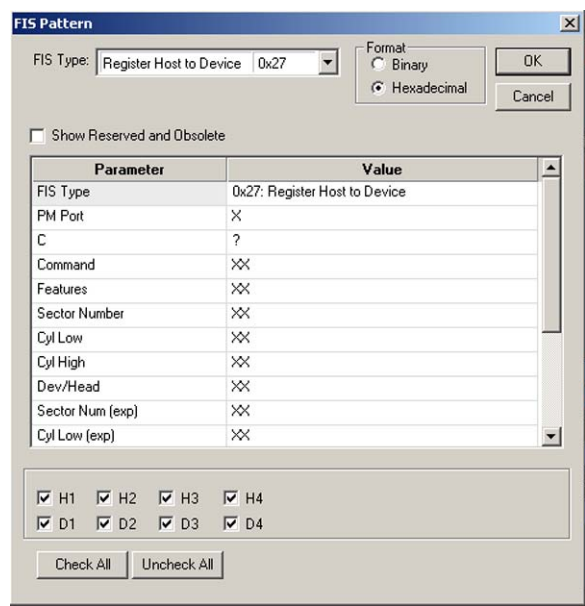 FIS Pattern
FIS Type: Register Host to Device 0x27
Format
Binary
Hexadecimal
OK
Cancel
Show Reserved and Obsolete
Parameter Value
FIS Type 0x27: Register Host to Device
PM Port X
C ?
Command XX
Features XX
Sector Number XX
Cyl Low XX
Cyl High XX
Dev/Head XX
Sector Num (exp) XX
Cyl Low (exp) XX
H1 H2 H3 H4
D1 D2 D3 D4
Check All Uncheck All